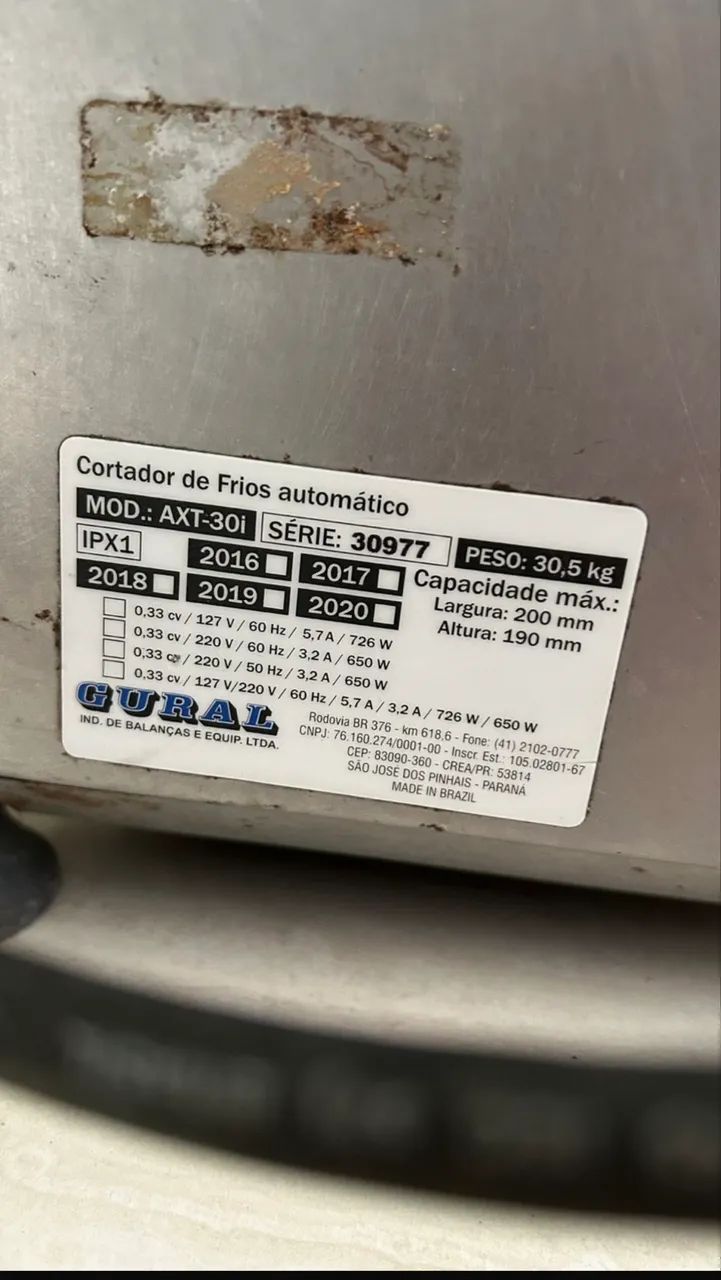 Cortador de Frios automático
MOD.: AXT-30i SÉRIE: 30977 PESO: 30,5 kg
IPX1 2016 2017 Capacidade máx.:
2018 2019 2020 Largura: 200 mm
Altura: 190 mm
0,33 cv / 127 V / 60 Hz / 5,7 A / 726 W
0,33 cv / 220 V / 60 Hz / 3,2 A / 650 W
0,33 cv / 220 V / 50 Hz / 3,2 A / 650 W
0,33 cv / 127 V/220 V / 60 Hz / 5,7 A / 3,2 A / 726 W / 650 W
GURAL
IND. DE BALANÇAS E EQUIP. LTDA.
Rodovia BR 376 - km 618.6 - Fone: (41) 2102-0777
CNPJ: 76.160.274/0001-00 - Inscr. Est.: 105.02801-67
CEP: 83090-360 - CREA/PR: 53814
SÃO JOSÉ DOS PINHAIS - PARANÁ
MADE IN BRAZIL